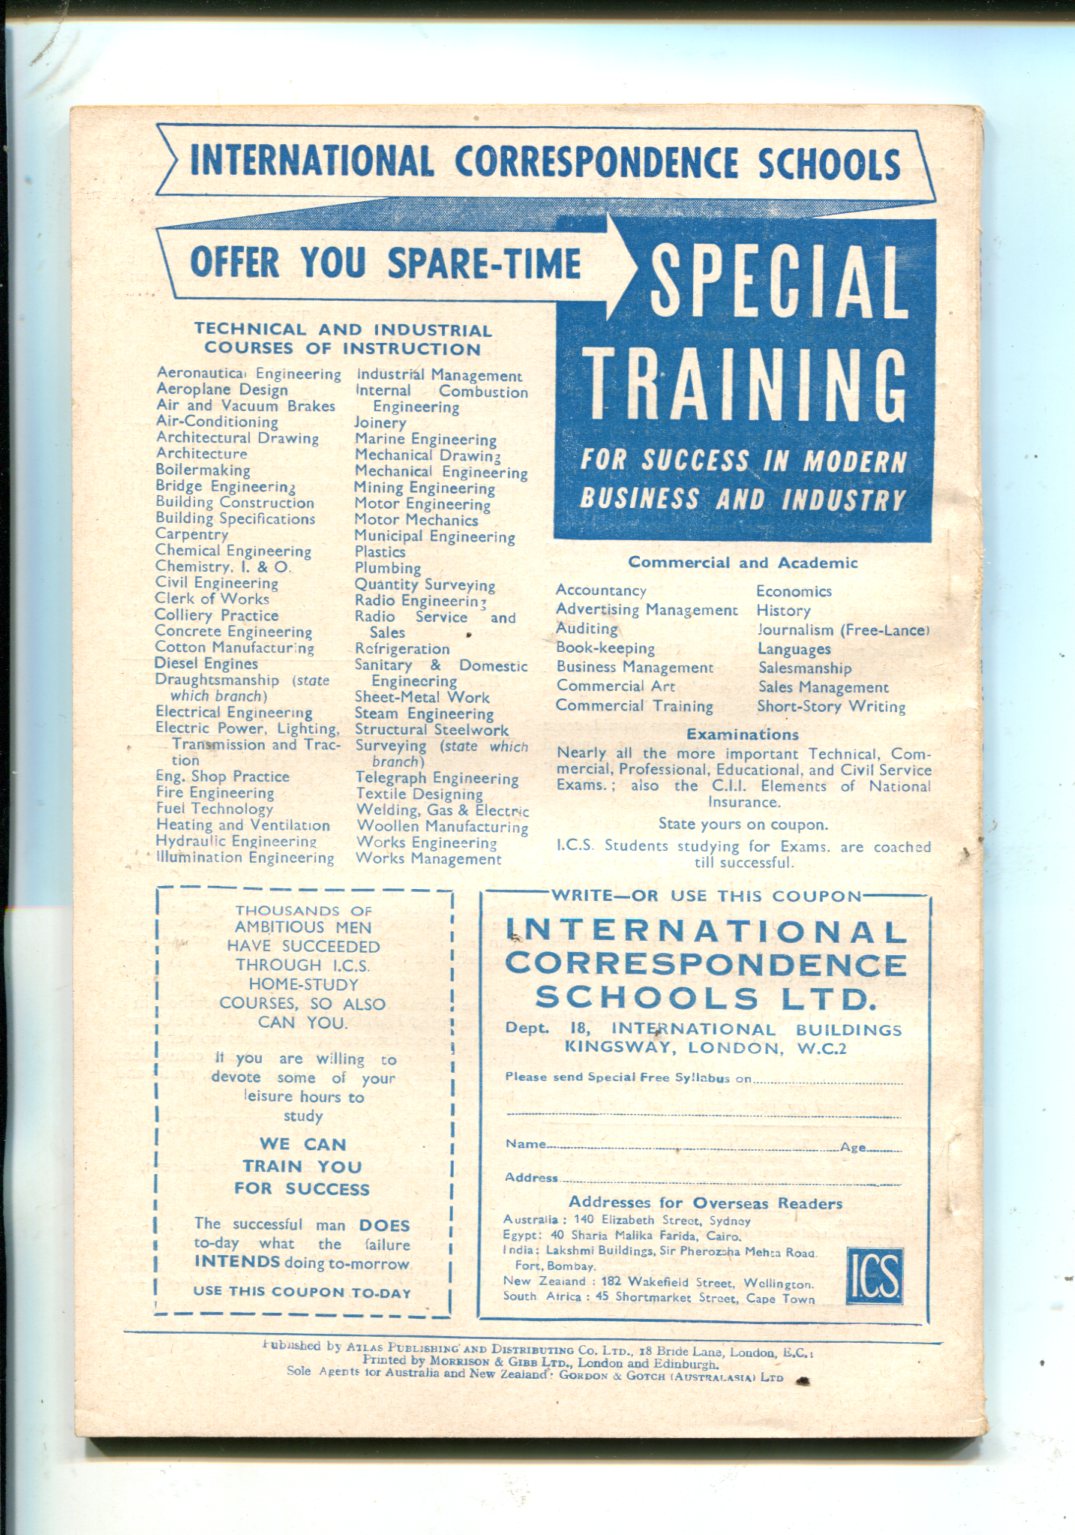 INTERNATIONAL CORRESPONDENCE SCHOOLS
OFFER YOU SPARE-TIME
SPECIAL
TRAINING
FOR SUCCESS IN MODERN
BUSINESS AND INDUSTRY
TECHNICAL AND INDUSTRIAL
COURSES OF INSTRUCTION
Aeronautical Engineering
Aeroplane Design
Air and Vacuum Brakes
Air-Conditioning
Architectural Drawing
Architecture
Boilermaking
Bridge Engineering
Building Construction
Building Specifications
Carpentry
Chemical Engineering
Chemistry, I. & O.
Civil Engineering
Clerk of Works
Colliery Practice
Concrete Engineering
Cotton Manufacturing
Diesel Engines
Draughtsmanship (state
which branch)
Electrical Engineering
Electric Power, Lighting,
Transmission and Trac-
tion
Eng. Shop Practice
Fire Engineering
Fuel Technology
Heating and Ventilation
Hydraulic Engineering
Illumination Engineering
Industrial Management
Internal Combustion
Engineering
Joinery
Marine Engineering
Mechanical Drawing
Mechanical Engineering
Mining Engineering
Motor Engineering
Motor Mechanics
Municipal Engineering
Plastics
Plumbing
Quantity Surveying
Radio Engineering
Radio Service and
Sales
Refrigeration
Sanitary & Domestic
Engineering
Sheet-Metal Work
Steam Engineering
Structural Steelwork
Surveying (state which
branch)
Telegraph Engineering
Textile Designing
Welding, Gas & Electric
Woollen Manufacturing
Works Engineering
Works Management
Commercial and Academic
Accountancy
Advertising Management
Auditing
Book-keeping
Business Management
Commercial Art
Commercial Training
Economics
History
Journalism (Free-Lance)
Languages
Salesmanship
Sales Management
Short-Story Writing
Examinations
Nearly all the more important Technical, Com-
mercial, Professional, Educational, and Civil Service
Exams.; also the C.I.I. Elements of National
Insurance.
State yours on coupon.
I.C.S. Students studying for Exams. are coached
till successful.
THOUSANDS OF
AMBITIOUS MEN
HAVE SUCCEEDED
THROUGH I.C.S.
HOME-STUDY
COURSES, SO ALSO
CAN YOU.
If you are willing to
devote some of your
leisure hours to
study
WE CAN
TRAIN YOU
FOR SUCCESS
The successful man DOES
to-day what the failure
INTENDS doing to-morrow
USE THIS COUPON TO-DAY
WRITE—OR USE THIS COUPON
INTERNATIONAL
CORRESPONDENCE
SCHOOLS LTD.
Dept. 18, INTERNATIONAL BUILDINGS
KINGSWAY, LONDON, W.C.2
Please send Special Free Syllabus on
Name Age
Address
Addresses for Overseas Readers
Australia : 140 Elizabeth Street, Sydney
Egypt: 40 Sharia Malika Farida, Cairo.
India: Lakshmi Buildings, Sir Pherozsha Mehta Road.
Fort, Bombay.
New Zealand : 182 Wakefield Street, Wellington.
South Africa : 45 Shortmarket Street, Cape Town
I.C.S.
Published by ATLAS PUBLISHING AND DISTRIBUTING CO. LTD., 18 Bride Lane, London, E.C.4
Printed by MORRISON & GIBB LTD., London and Edinburgh.
Sole Agents for Australia and New Zealand: GORDON & GOTCH (AUSTRALASIA) LTD